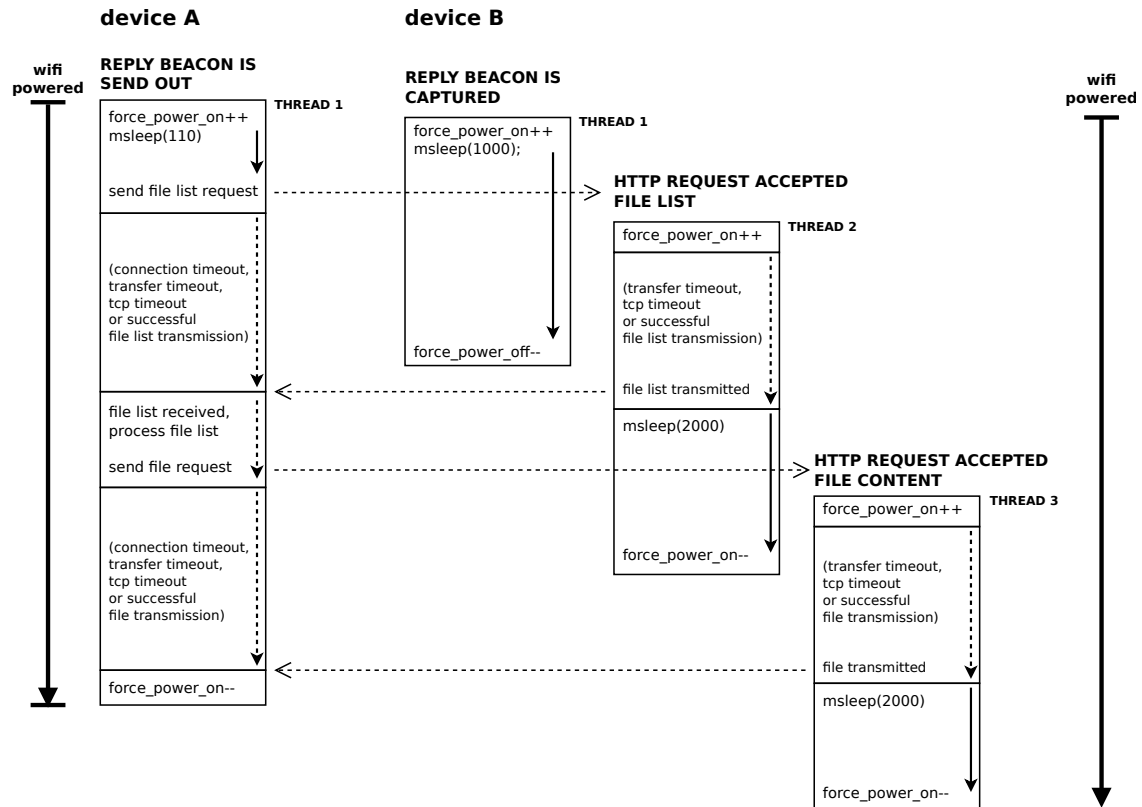 device A
device B
wifi
powered
REPLY BEACON IS
SEND OUT
THREAD 1
force_power_on++
msleep(110)
send file list request
(connection timeout,
transfer timeout,
tcp timeout
or successful
file list transmission)
file list received,
process file list
send file request
(connection timeout,
transfer timeout,
tcp timeout
or successful
file transmission)
force_power_on--
REPLY BEACON IS
CAPTURED
THREAD 1
force_power_on++
msleep(1000);
force_power_off--
HTTP REQUEST ACCEPTED
FILE LIST
THREAD 2
force_power_on++
(transfer timeout,
tcp timeout
or successful
file list transmission)
file list transmitted
msleep(2000)
force_power_on--
HTTP REQUEST ACCEPTED
FILE CONTENT
THREAD 3
force_power_on++
(transfer timeout,
tcp timeout
or successful
file transmission)
file transmitted
msleep(2000)
force_power_on--
wifi
powered